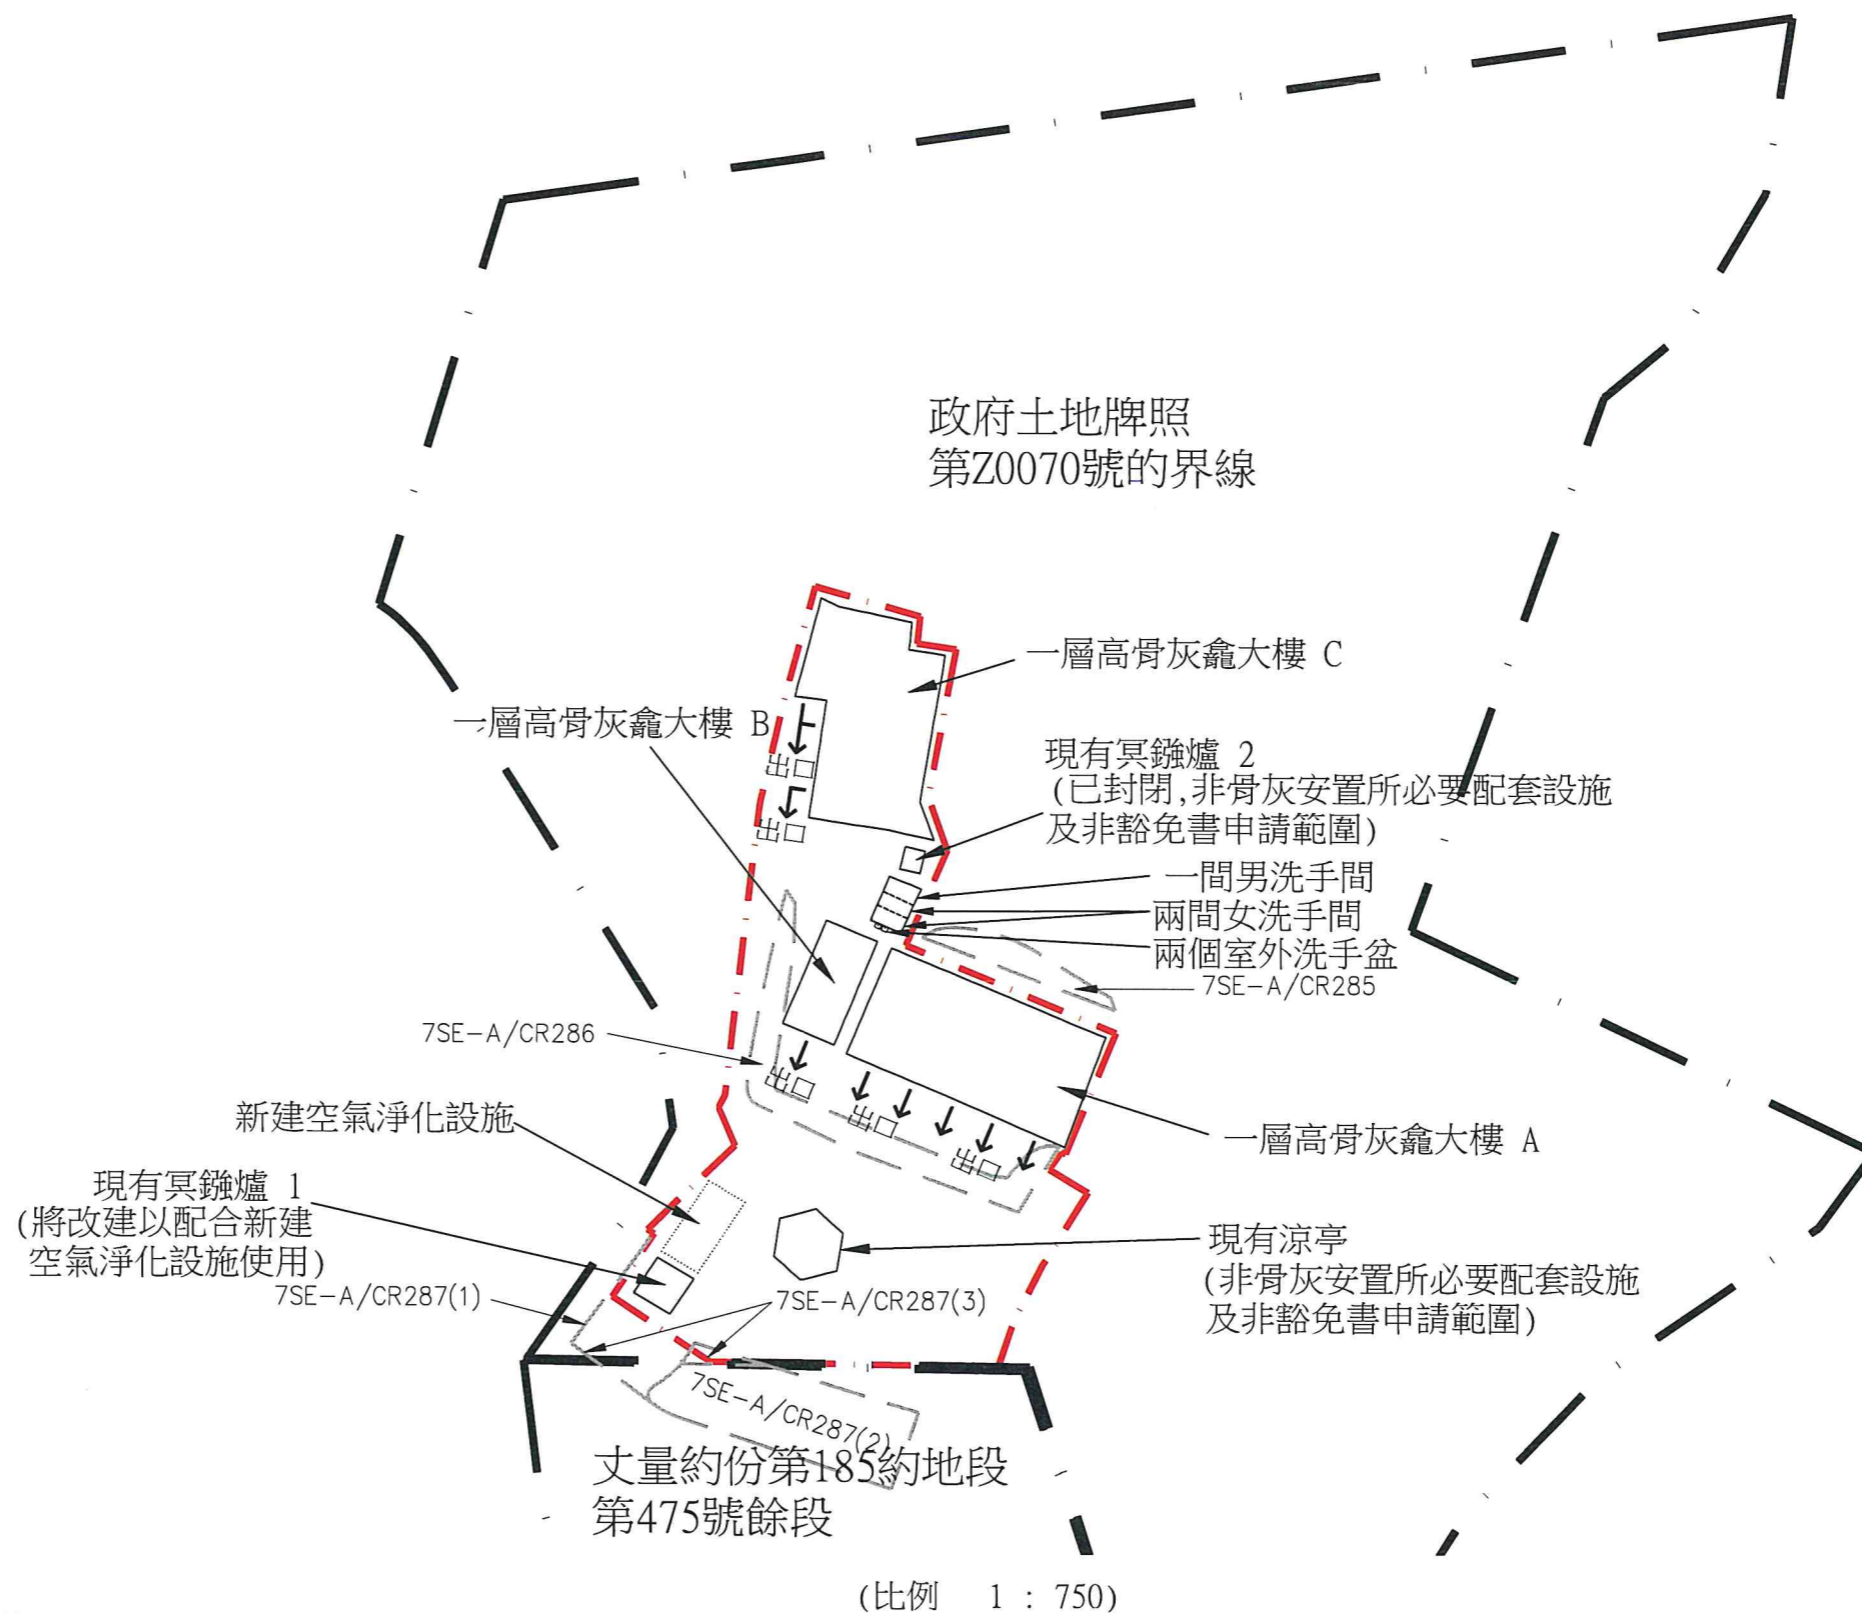 政府土地牌照
第Z0070號的界線
一層高骨灰龕大樓 C
一層高骨灰龕大樓 B
現有冥鏹爐 2
(已封閉,非骨灰安置所必要配套設施
及非豁免書申請範圍)
出口
出口
一間男洗手間
兩間女洗手間
兩個室外洗手盆
7SE-A/CR285
7SE-A/CR286
出口
出口
出口
新建空氣淨化設施
一層高骨灰龕大樓 A
現有冥鏹爐 1
(將改建以配合新建
空氣淨化設施使用)
現有涼亭
(非骨灰安置所必要配套設施
及非豁免書申請範圍)
7SE-A/CR287(1)
7SE-A/CR287(3)
7SE-A/CR287(2)
丈量約份第185約地段
第475號餘段
(比例 1 : 750)